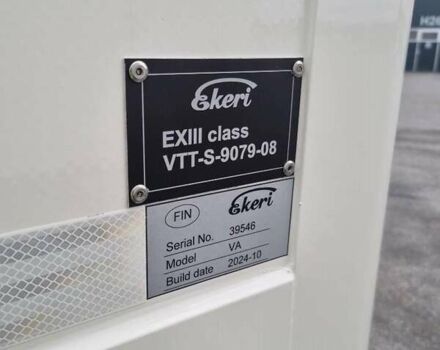 Ekeri
EXIII class
VTT-S-9079-08
FIN Ekeri
Serial No. 39546
Model VA
Build date 2024-10